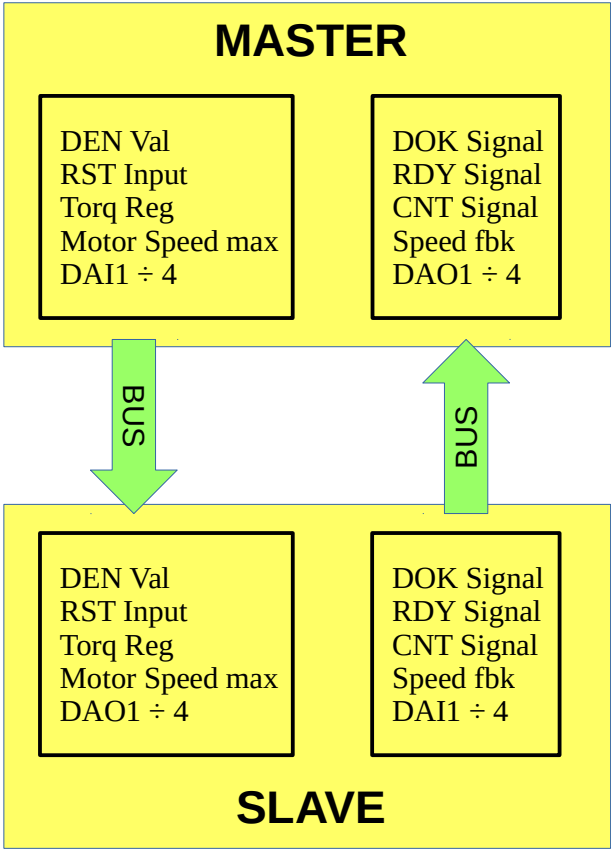 MASTER
DEN Val
RST Input
Torq Reg
Motor Speed max
DAI1 ÷ 4
DOK Signal
RDY Signal
CNT Signal
Speed fbk
DAO1 ÷ 4
BUS
BUS
DEN Val
RST Input
Torq Reg
Motor Speed max
DAO1 ÷ 4
DOK Signal
RDY Signal
CNT Signal
Speed fbk
DAI1 ÷ 4
SLAVE